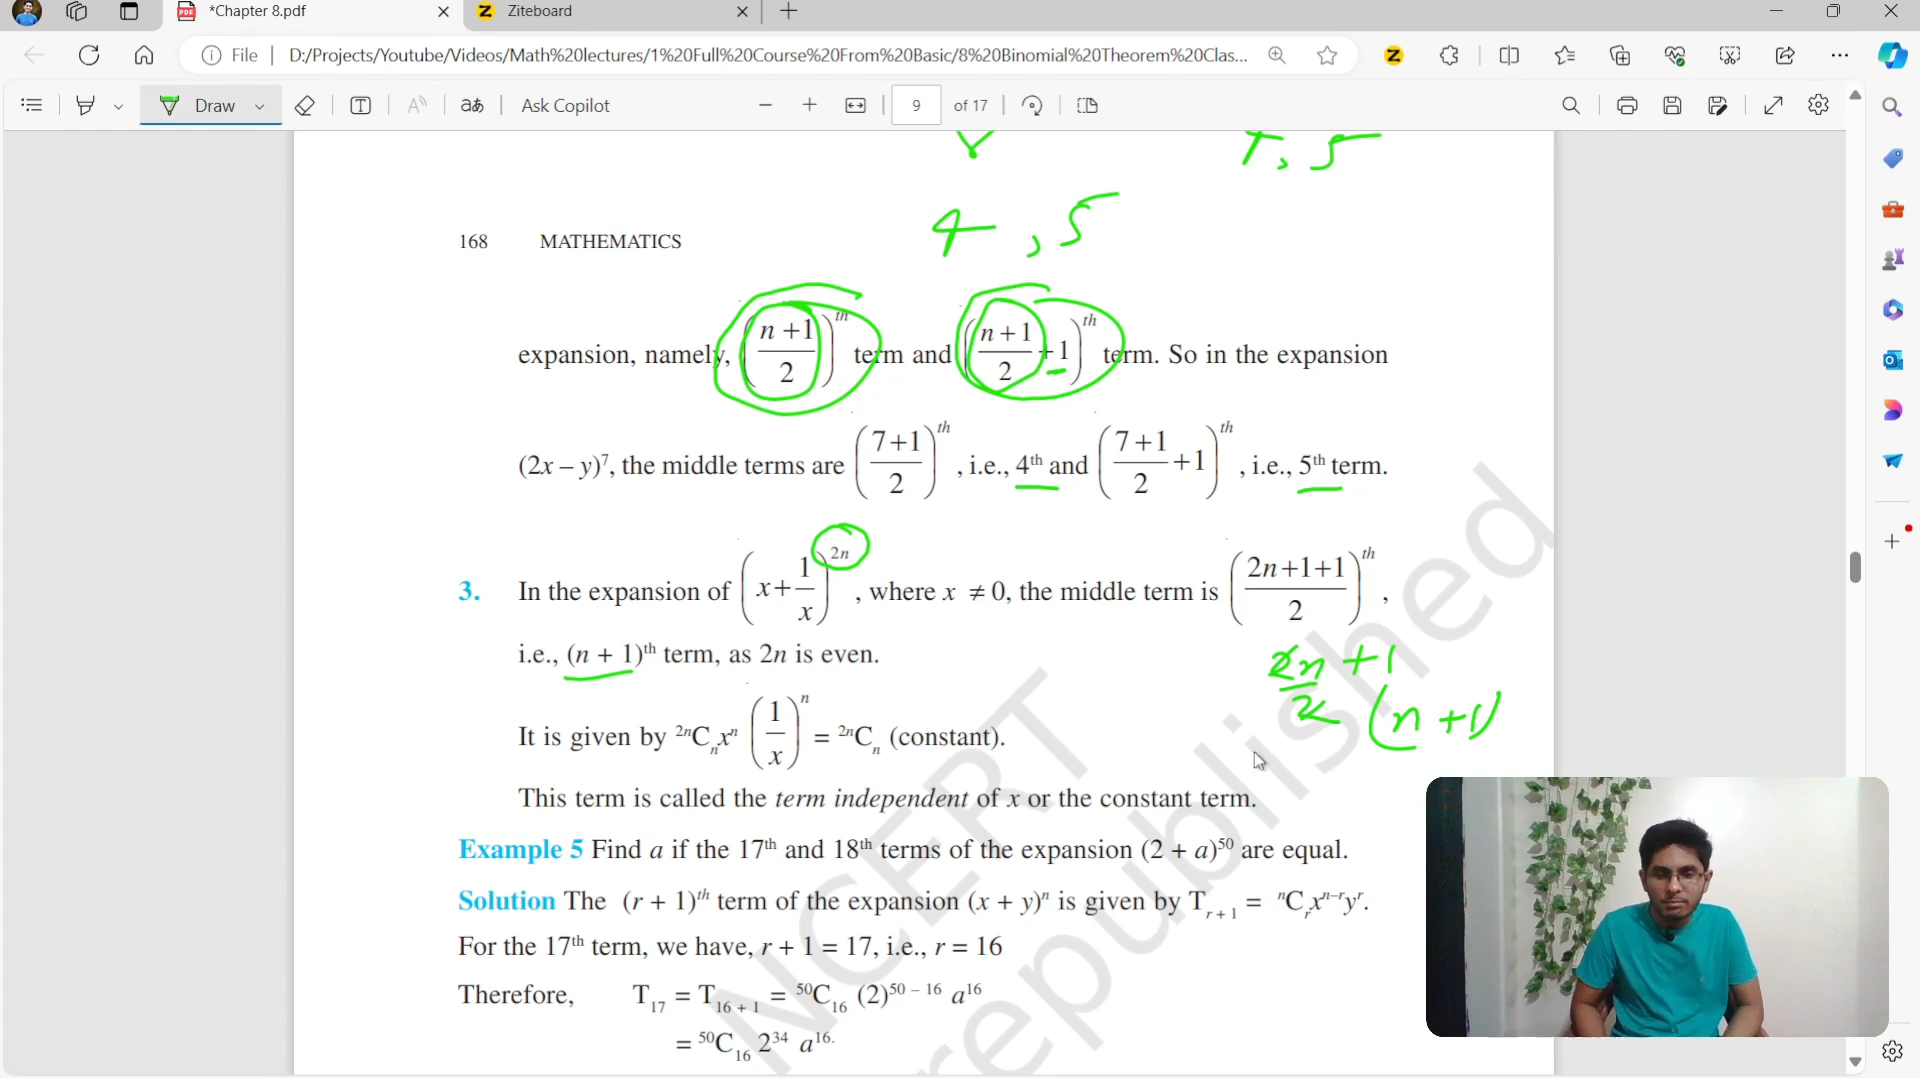 *Chapter 8.pdf
Ziteboard
File D:/Projects/Youtube/Videos/Math%20lectures/1%20Full%20Course%20From%20Basic/8%20Binomial%20Theorem%20Clas...
Draw
Ask Copilot
9 of 17
4, 5
168 MATHEMATICS
4, 5
expansion, namely, ((n+1)/2)^th term and ((n+1)/2 + 1)^th term. So in the expansion
(2x – y)⁷, the middle terms are ((7+1)/2)^th, i.e., 4th and ((7+1)/2 + 1)^th, i.e., 5th term.
3. In the expansion of (x + 1/x)^2n, where x ≠ 0, the middle term is ((2n+1+1)/2)^th,
i.e., (n + 1)th term, as 2n is even.
2n/2 + 1
(n+1)
It is given by ²ⁿCₙxⁿ (1/x)ⁿ = ²ⁿCₙ (constant).
This term is called the term independent of x or the constant term.
Example 5 Find a if the 17th and 18th terms of the expansion (2 + a)⁵⁰ are equal.
Solution The (r + 1)th term of the expansion (x + y)ⁿ is given by T_{r + 1} = ⁿCᵣxⁿ⁻ʳyʳ.
For the 17th term, we have, r + 1 = 17, i.e., r = 16
Therefore, T₁₇ = T_{16 + 1} = ⁵⁰C₁₆ (2)^{50 – 16} a¹⁶
= ⁵⁰C₁₆ 2³⁴ a¹⁶.
NCERT
republished